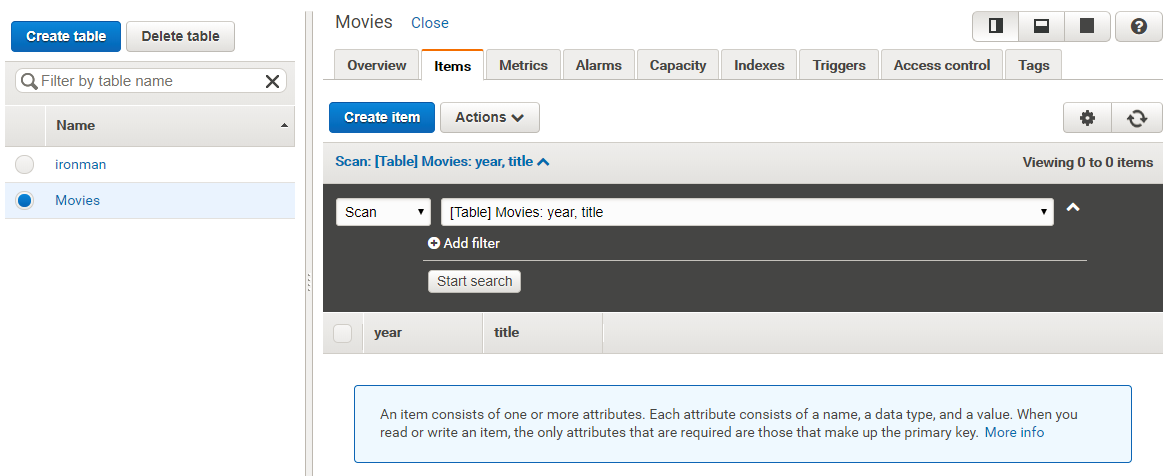 Create table
Delete table
Filter by table name
Name
ironman
Movies
Movies Close
Overview Items Metrics Alarms Capacity Indexes Triggers Access control Tags
Create item Actions
Scan: [Table] Movies: year, title
Viewing 0 to 0 items
Scan [Table] Movies: year, title
Add filter
Start search
year title
An item consists of one or more attributes. Each attribute consists of a name, a data type, and a value. When you
read or write an item, the only attributes that are required are those that make up the primary key. More info